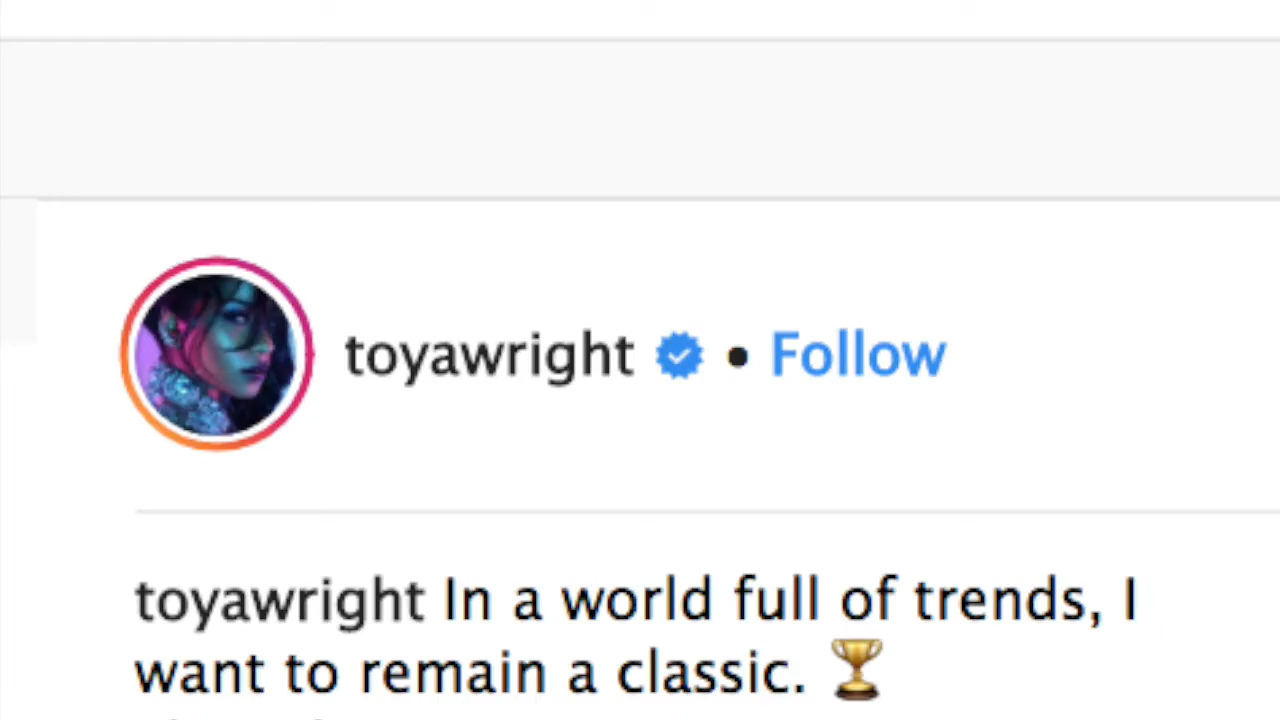 toyawright • Follow
toyawright In a world full of trends, I
want to remain a classic. 🏆